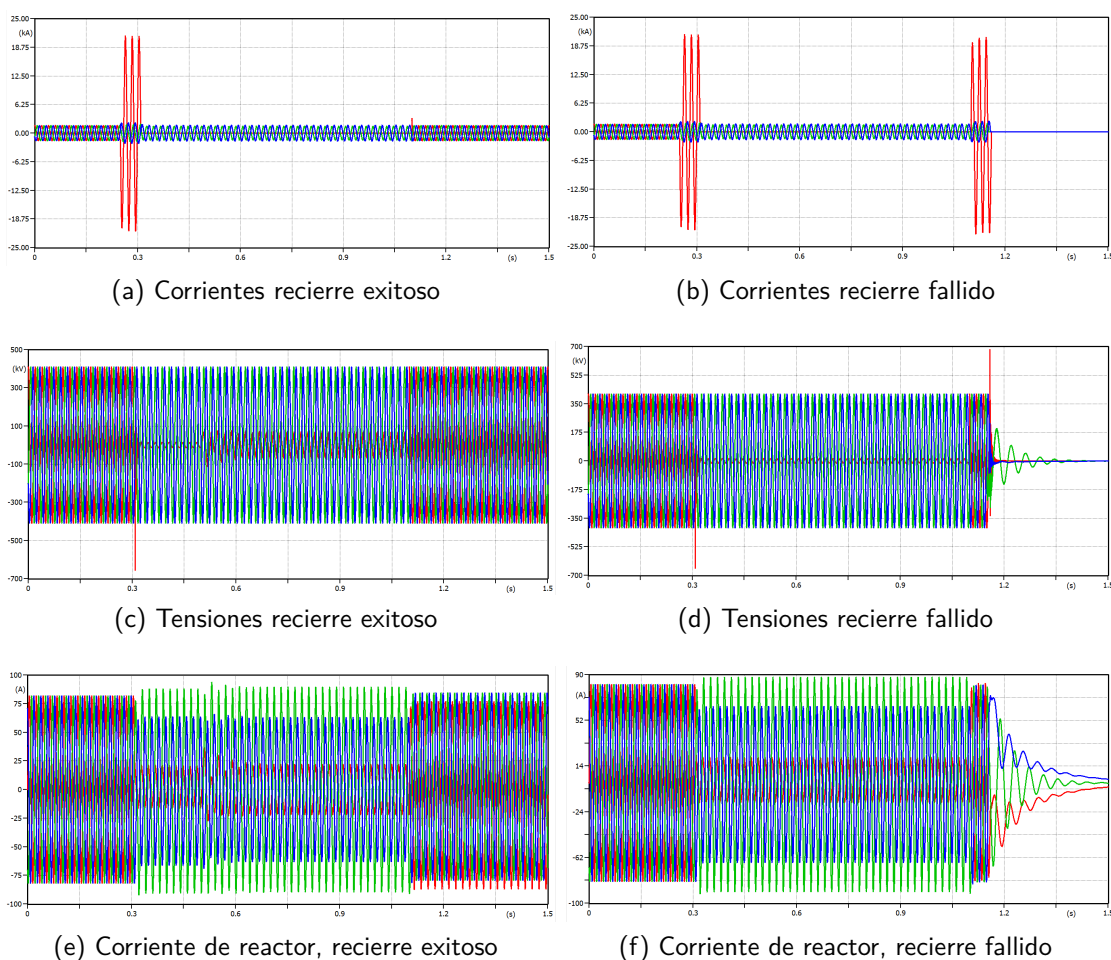 25.00
(kA)
18.75
12.50
6.25
0.00
-6.25
-12.50
-18.75
-25.00
0 0.3 0.6 0.9 1.2 (s) 1.5
25.00
(kA)
18.75
12.50
6.25
0.00
-6.25
-12.50
-18.75
-25.00
0 0.3 0.6 0.9 1.2 (s) 1.5
(a) Corrientes recierre exitoso
(b) Corrientes recierre fallido
500
(kV)
300
100
-100
-300
-500
-700
0 0.3 0.6 0.9 1.2 (s) 1.5
700
(kV)
525
350
175
0
-175
-350
-525
-700
0 0.3 0.6 0.9 1.2 (s) 1.5
(c) Tensiones recierre exitoso
(d) Tensiones recierre fallido
100
(A)
75
50
25
0
-25
-50
-75
-100
0 0.3 0.6 0.9 1.2 (s) 1.5
90
(A)
52
14
-24
-62
-100
0 0.3 0.6 0.9 1.2 (s) 1.5
(e) Corriente de reactor, recierre exitoso
(f) Corriente de reactor, recierre fallido